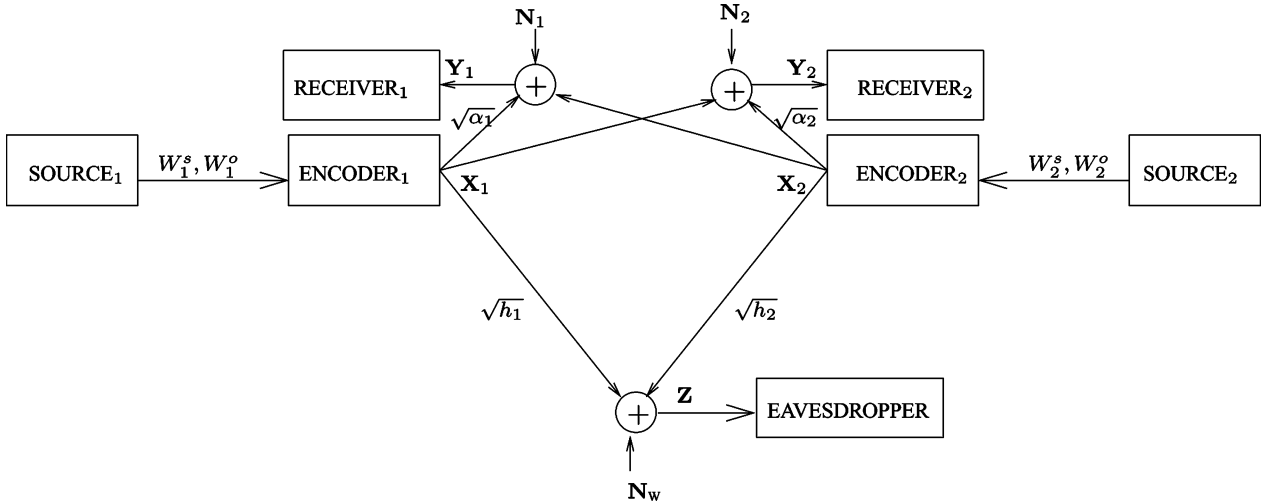 N₁
N₂
RECEIVER₁
Y₁
+
+
Y₂
RECEIVER₂
√α₁
√α₂
SOURCE₁
W₁ˢ, W₁ᵒ
ENCODER₁
X₁
X₂
ENCODER₂
W₂ˢ, W₂ᵒ
SOURCE₂
√h₁
√h₂
+
Z
EAVESDROPPER
N_W